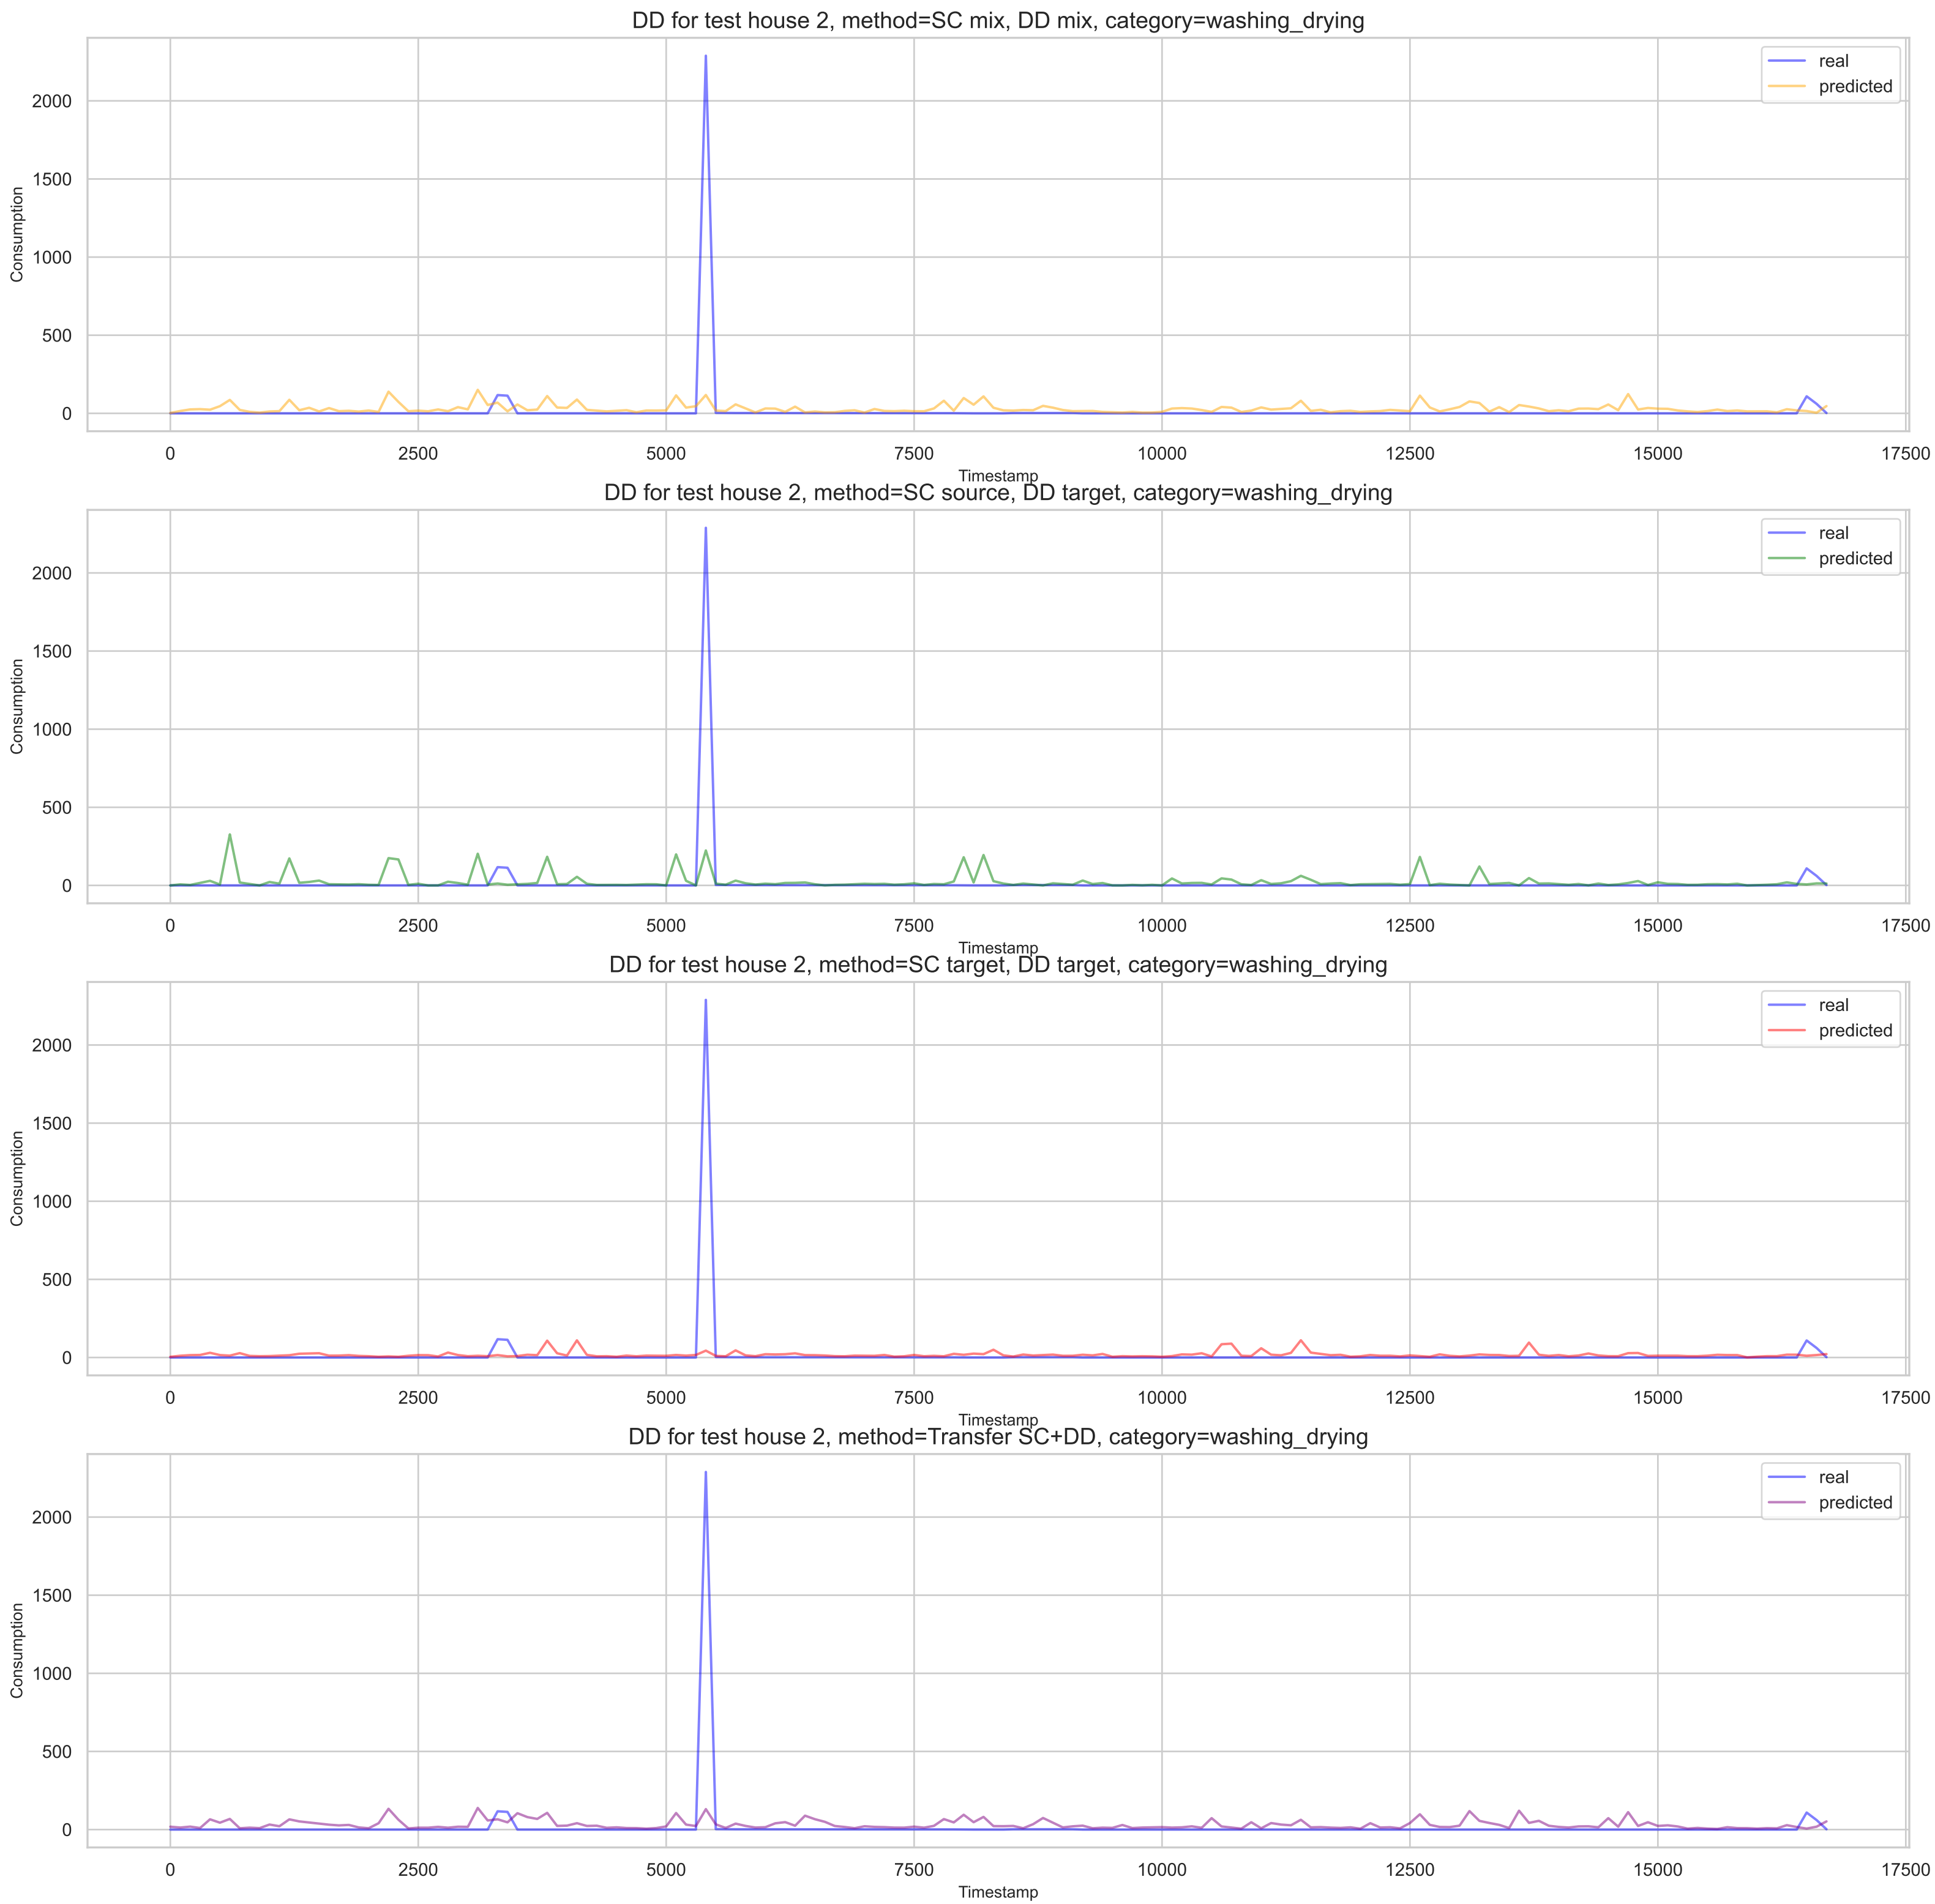 DD for test house 2, method=SC mix, DD mix, category=washing_drying
real
predicted
2000
1500
1000
500
0
Consumption
0 2500 5000 7500 10000 12500 15000 17500
Timestamp
DD for test house 2, method=SC source, DD target, category=washing_drying
real
predicted
2000
1500
1000
500
0
Consumption
0 2500 5000 7500 10000 12500 15000 17500
Timestamp
DD for test house 2, method=SC target, DD target, category=washing_drying
real
predicted
2000
1500
1000
500
0
Consumption
0 2500 5000 7500 10000 12500 15000 17500
Timestamp
DD for test house 2, method=Transfer SC+DD, category=washing_drying
real
predicted
2000
1500
1000
500
0
Consumption
0 2500 5000 7500 10000 12500 15000 17500
Timestamp